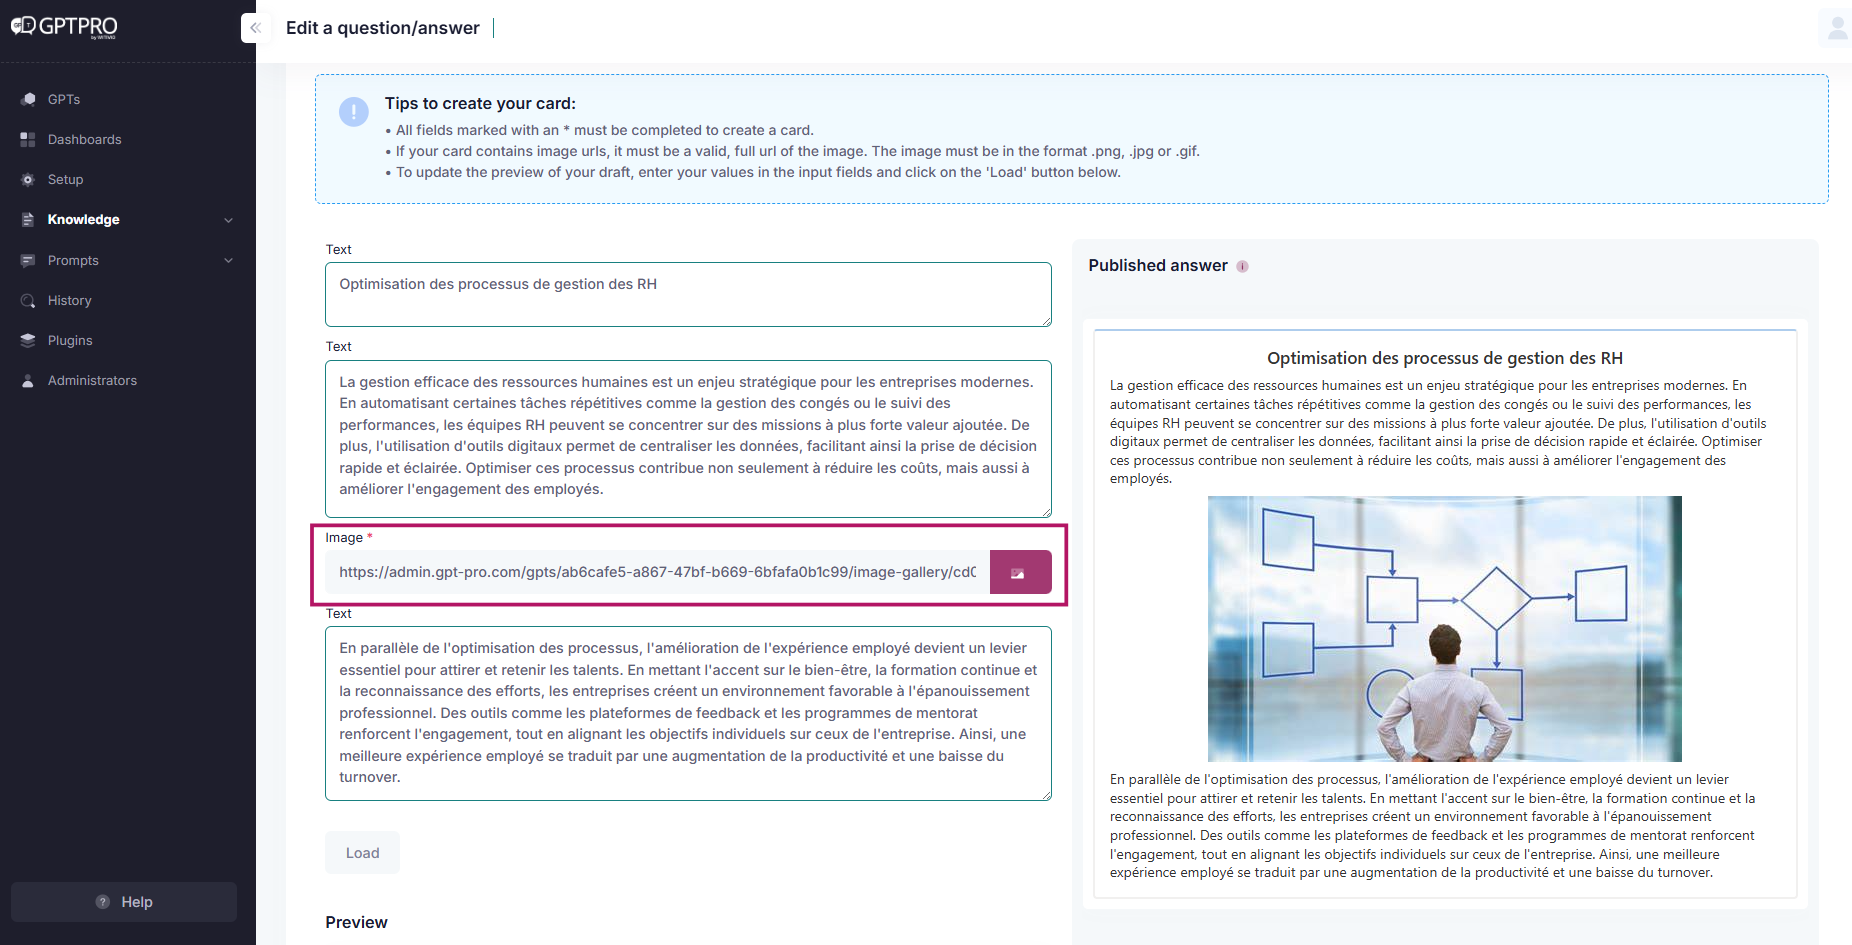 GPTPRO
Edit a question/answer
GPTs
Dashboards
Setup
Knowledge
Prompts
History
Plugins
Administrators
Help
Tips to create your card:
• All fields marked with an * must be completed to create a card.
• If your card contains image urls, it must be a valid, full url of the image. The image must be in the format .png, .jpg or .gif.
• To update the preview of your draft, enter your values in the input fields and click on the 'Load' button below.
Text
Optimisation des processus de gestion des RH
Text
La gestion efficace des ressources humaines est un enjeu stratégique pour les entreprises modernes.
En automatisant certaines tâches répétitives comme la gestion des congés ou le suivi des
performances, les équipes RH peuvent se concentrer sur des missions à plus forte valeur ajoutée. De
plus, l'utilisation d'outils digitaux permet de centraliser les données, facilitant ainsi la prise de décision
rapide et éclairée. Optimiser ces processus contribue non seulement à réduire les coûts, mais aussi à
améliorer l'engagement des employés.
Image *
https://admin.gpt-pro.com/gpts/ab6cafe5-a867-47bf-b669-6bfafa0b1c99/image-gallery/cd0
Text
En parallèle de l'optimisation des processus, l'amélioration de l'expérience employé devient un levier
essentiel pour attirer et retenir les talents. En mettant l'accent sur le bien-être, la formation continue et
la reconnaissance des efforts, les entreprises créent un environnement favorable à l'épanouissement
professionnel. Des outils comme les plateformes de feedback et les programmes de mentorat
renforcent l'engagement, tout en alignant les objectifs individuels sur ceux de l'entreprise. Ainsi, une
meilleure expérience employé se traduit par une augmentation de la productivité et une baisse du
turnover.
Load
Preview
Published answer
Optimisation des processus de gestion des RH
La gestion efficace des ressources humaines est un enjeu stratégique pour les entreprises modernes. En
automatisant certaines tâches répétitives comme la gestion des congés ou le suivi des performances, les
équipes RH peuvent se concentrer sur des missions à plus forte valeur ajoutée. De plus, l'utilisation d'outils
digitaux permet de centraliser les données, facilitant ainsi la prise de décision rapide et éclairée. Optimiser
ces processus contribue non seulement à réduire les coûts, mais aussi à améliorer l'engagement des
employés.
En parallèle de l'optimisation des processus, l'amélioration de l'expérience employé devient un levier
essentiel pour attirer et retenir les talents. En mettant l'accent sur le bien-être, la formation continue et la
reconnaissance des efforts, les entreprises créent un environnement favorable à l'épanouissement
professionnel. Des outils comme les plateformes de feedback et les programmes de mentorat renforcent
l'engagement, tout en alignant les objectifs individuels sur ceux de l'entreprise. Ainsi, une meilleure
expérience employé se traduit par une augmentation de la productivité et une baisse du turnover.